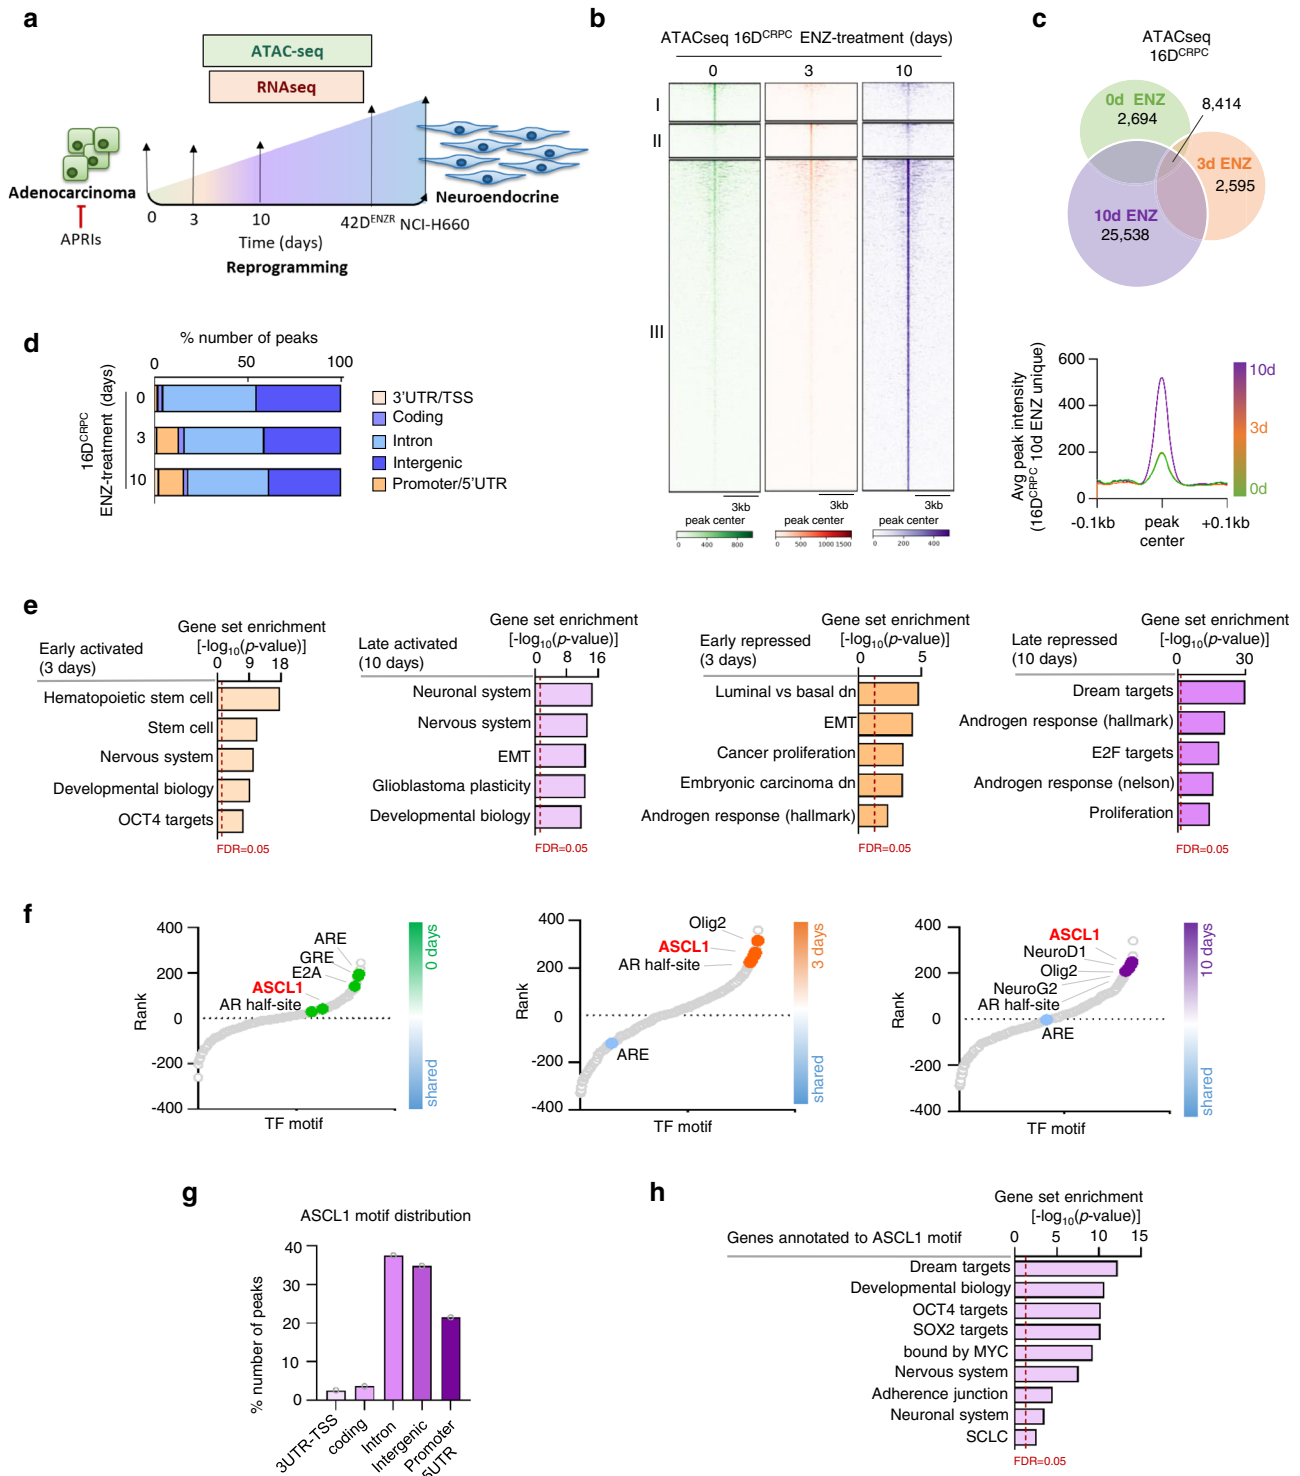 a
ATAC-seq
RNAseq
Adenocarcinoma
APRIs
Neuroendocrine
0
3
10
42D^ENZR NCI-H660
Time (days)
Reprogramming
b
ATACseq 16D^CRPC ENZ-treatment (days)
0 3 10
I
II
III
3kb 3kb 3kb
peak center peak center peak center
0 400 800
0 500 1000 1500
0 200 400
c
ATACseq
16D^CRPC
0d ENZ
2,694
8,414
3d ENZ
2,595
10d ENZ
25,538
Avg peak intensity
(16D^CRPC 10d ENZ unique)
600
400
200
0
-0.1kb peak +0.1kb
center
10d
3d
0d
d
% number of peaks
0 50 100
16D^CRPC
ENZ-treatment (days)
0
3
10
3'UTR/TSS
Coding
Intron
Intergenic
Promoter/5'UTR
e
Early activated
(3 days)
Gene set enrichment
[-log10(p-value)]
0 9 18
Hematopoietic stem cell
Stem cell
Nervous system
Developmental biology
OCT4 targets
FDR=0.05
Late activated
(10 days)
Gene set enrichment
[-log10(p-value)]
0 8 16
Neuronal system
Nervous system
EMT
Glioblastoma plasticity
Developmental biology
FDR=0.05
Early repressed
(3 days)
Gene set enrichment
[-log10(p-value)]
0 5
Luminal vs basal dn
EMT
Cancer proliferation
Embryonic carcinoma dn
Androgen response (hallmark)
FDR=0.05
Late repressed
(10 days)
Gene set enrichment
[-log10(p-value)]
0 30
Dream targets
Androgen response (hallmark)
E2F targets
Androgen response (nelson)
Proliferation
FDR=0.05
f
Rank
400
200
0
-200
-400
ARE
GRE
E2A
ASCL1
AR half-site
TF motif
0 days
shared
Rank
400
200
0
-200
-400
Olig2
ASCL1
AR half-site
ARE
TF motif
3 days
shared
Rank
400
200
0
-200
-400
ASCL1
NeuroD1
Olig2
NeuroG2
AR half-site
ARE
TF motif
10 days
shared
g
ASCL1 motif distribution
% number of peaks
40
30
20
10
0
3UTR-TSS
coding
Intron
Intergenic
Promoter
5UTR
h
Gene set enrichment
[-log10(p-value)]
Genes annotated to ASCL1 motif
0 5 10 15
Dream targets
Developmental biology
OCT4 targets
SOX2 targets
bound by MYC
Nervous system
Adherence junction
Neuronal system
SCLC
FDR=0.05